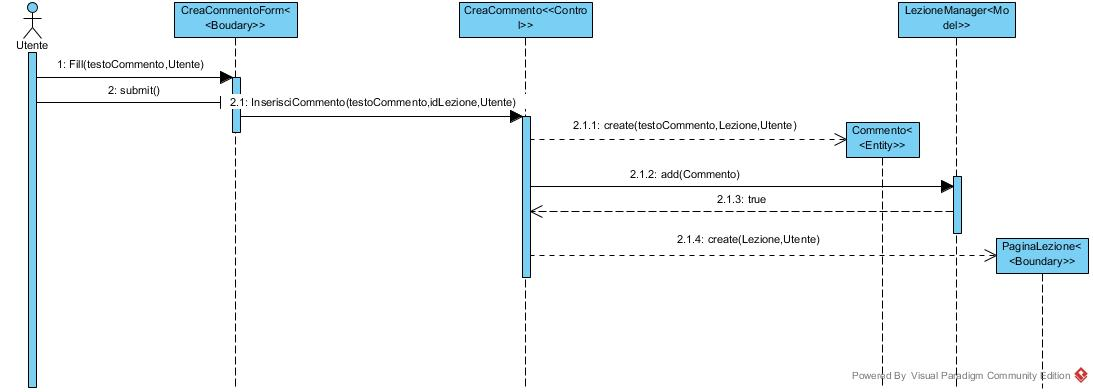 CreaCommentoForm<
<Boudary>>
CreaCommento<<Contro
l>>
LezioneManager<Mo
del>>
Utente
1: Fill(testoCommento,Utente)
2: submit()
2.1: InserisciCommento(testoCommento,idLezione,Utente)
2.1.1: create(testoCommento,Lezione,Utente)
Commento<
<Entity>>
2.1.2: add(Commento)
2.1.3: true
2.1.4: create(Lezione,Utente)
PaginaLezione<
<Boundary>>
Powered By Visual Paradigm Community Edition